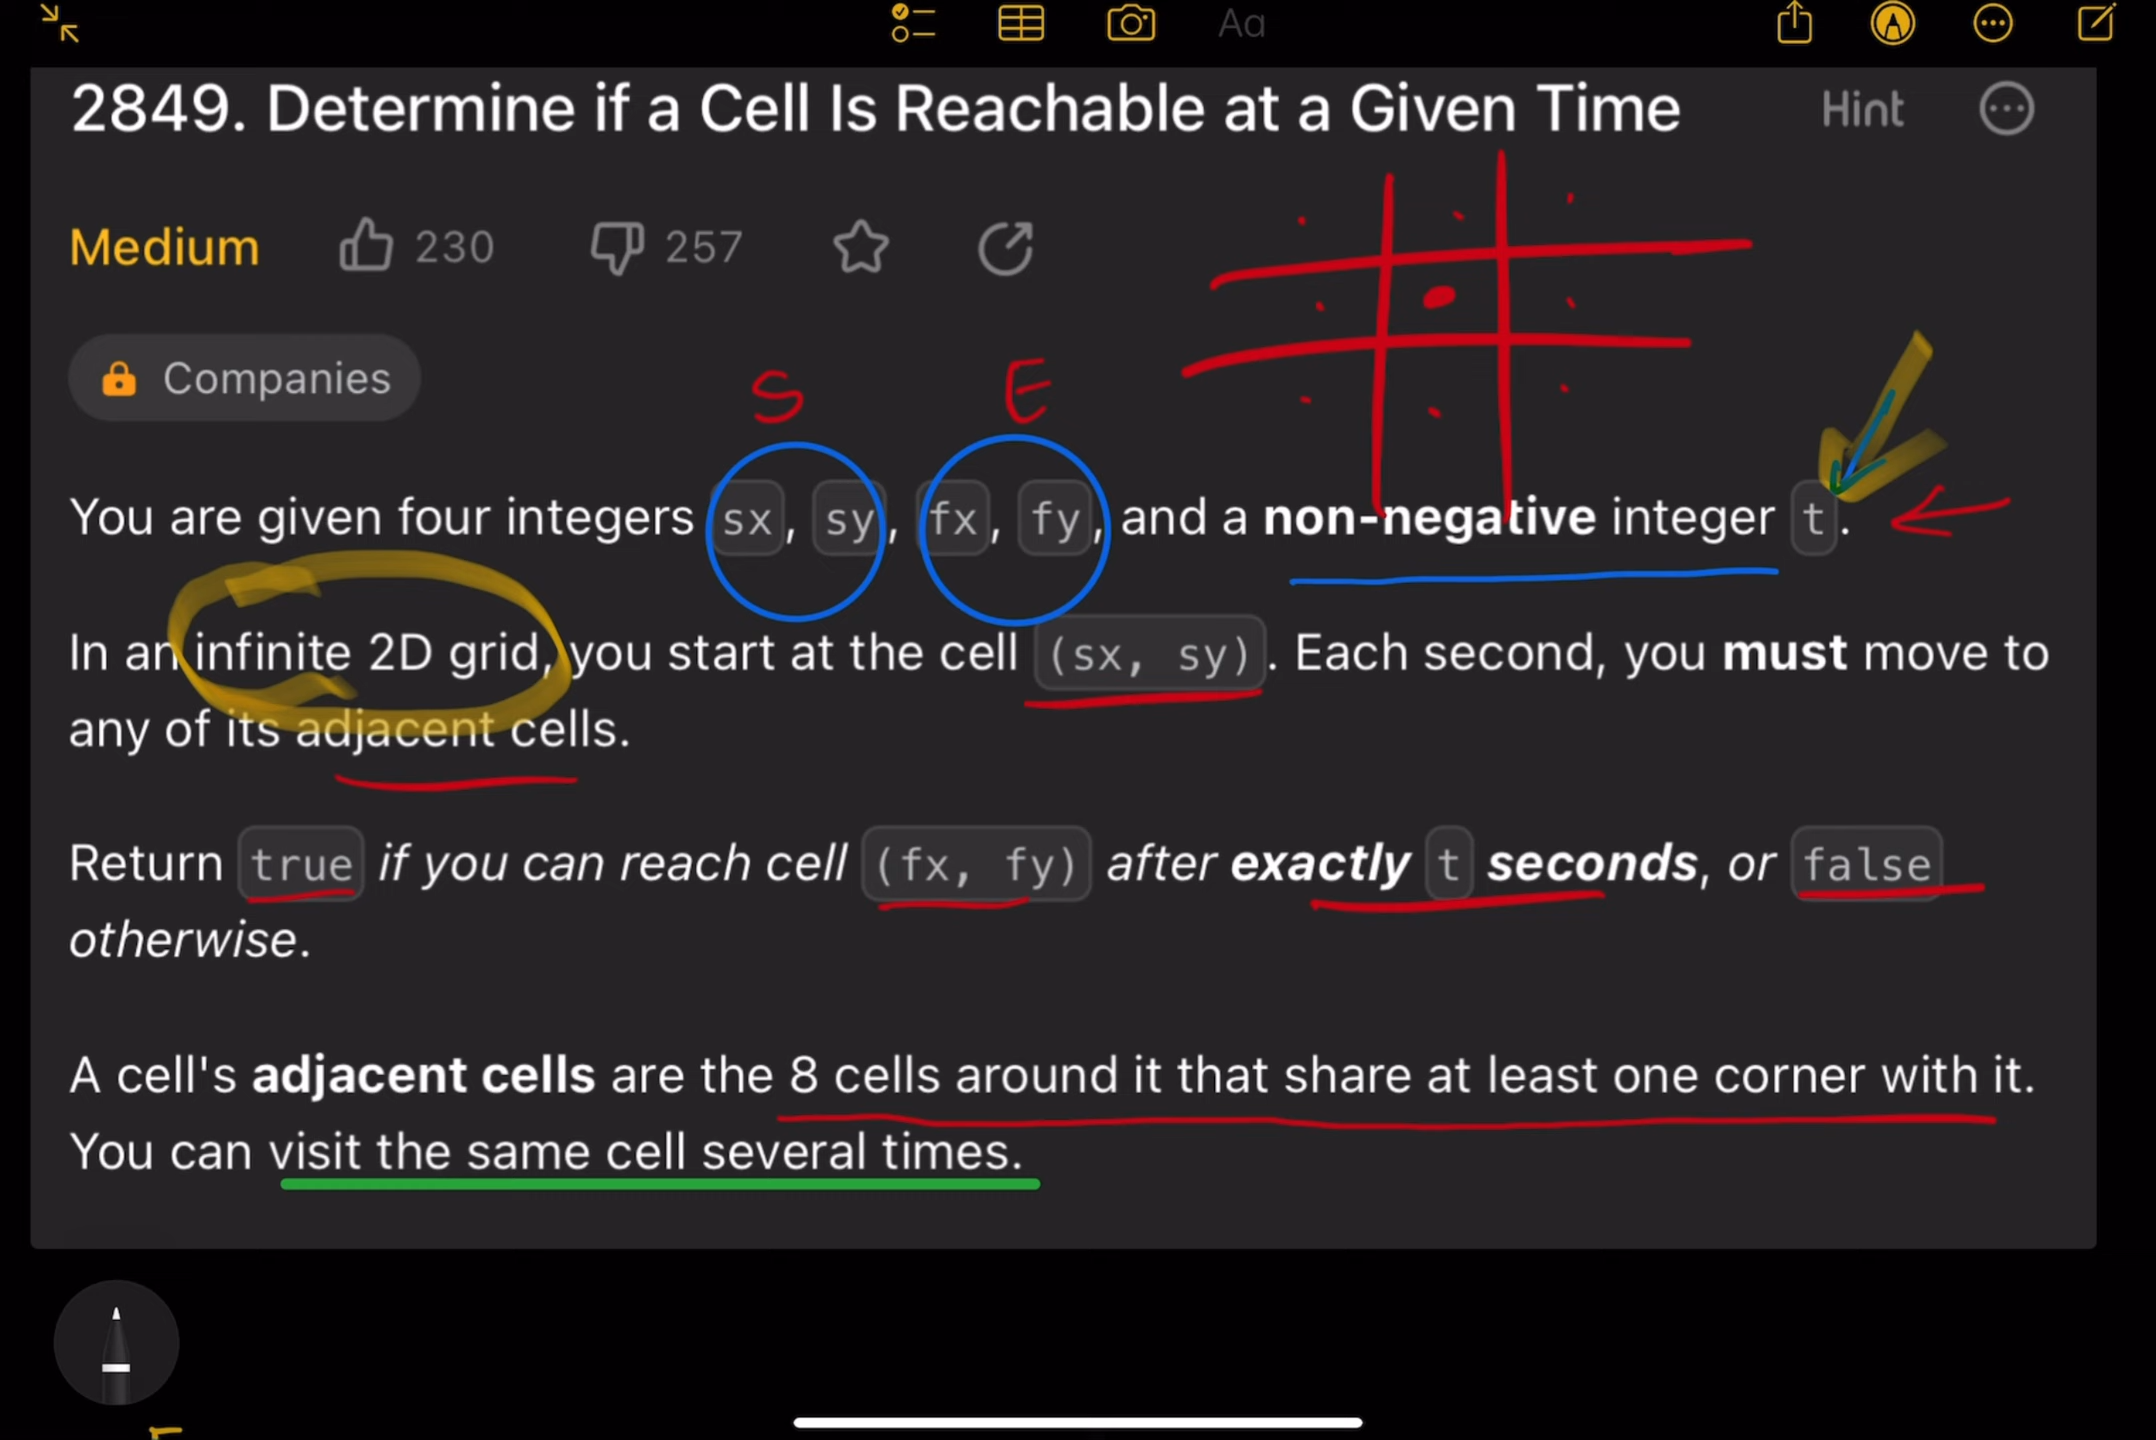 Aa
2849. Determine if a Cell Is Reachable at a Given Time Hint
Medium 230 257
Companies
S E
You are given four integers sx, sy, fx, fy, and a non-negative integer t.
In an infinite 2D grid, you start at the cell (sx, sy). Each second, you must move to
any of its adjacent cells.
Return true if you can reach cell (fx, fy) after exactly t seconds, or false
otherwise.
A cell's adjacent cells are the 8 cells around it that share at least one corner with it.
You can visit the same cell several times.